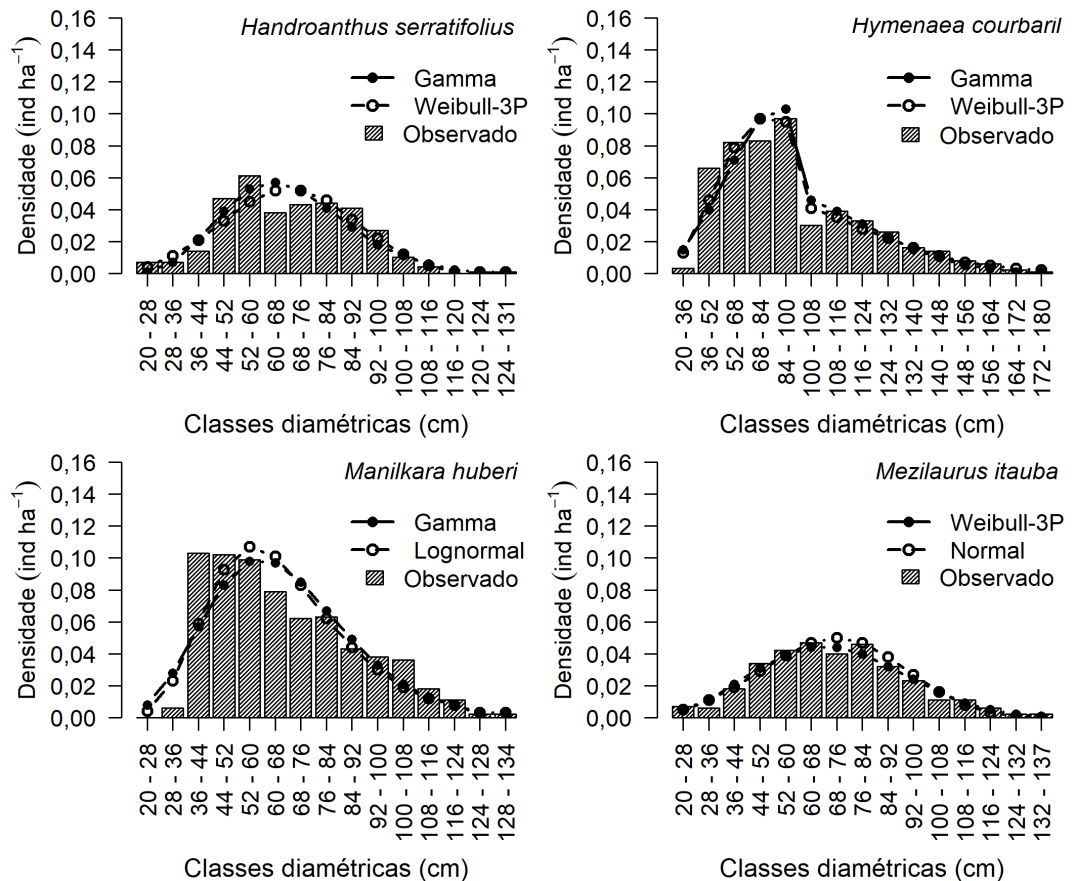 Handroanthus serratifolius
Densidade (ind ha⁻¹)
0,16
0,14
0,12
0,10
0,08
0,06
0,04
0,02
0,00
Gamma
Weibull-3P
Observado
20 - 28
28 - 36
36 - 44
44 - 52
52 - 60
60 - 68
68 - 76
76 - 84
84 - 92
92 - 100
100 - 108
108 - 116
116 - 120
120 - 124
124 - 131
Classes diamétricas (cm)
Hymenaea courbaril
Densidade (ind ha⁻¹)
0,16
0,14
0,12
0,10
0,08
0,06
0,04
0,02
0,00
Gamma
Weibull-3P
Observado
20 - 36
36 - 52
52 - 68
68 - 84
84 - 100
100 - 108
108 - 116
116 - 124
124 - 132
132 - 140
140 - 148
148 - 156
156 - 164
164 - 172
172 - 180
Classes diamétricas (cm)
Manilkara huberi
Densidade (ind ha⁻¹)
0,16
0,14
0,12
0,10
0,08
0,06
0,04
0,02
0,00
Gamma
Lognormal
Observado
20 - 28
28 - 36
36 - 44
44 - 52
52 - 60
60 - 68
68 - 76
76 - 84
84 - 92
92 - 100
100 - 108
108 - 116
116 - 124
124 - 128
128 - 134
Classes diamétricas (cm)
Mezilaurus itauba
Densidade (ind ha⁻¹)
0,16
0,14
0,12
0,10
0,08
0,06
0,04
0,02
0,00
Weibull-3P
Normal
Observado
20 - 28
28 - 36
36 - 44
44 - 52
52 - 60
60 - 68
68 - 76
76 - 84
84 - 92
92 - 100
100 - 108
108 - 116
116 - 124
124 - 132
132 - 137
Classes diamétricas (cm)